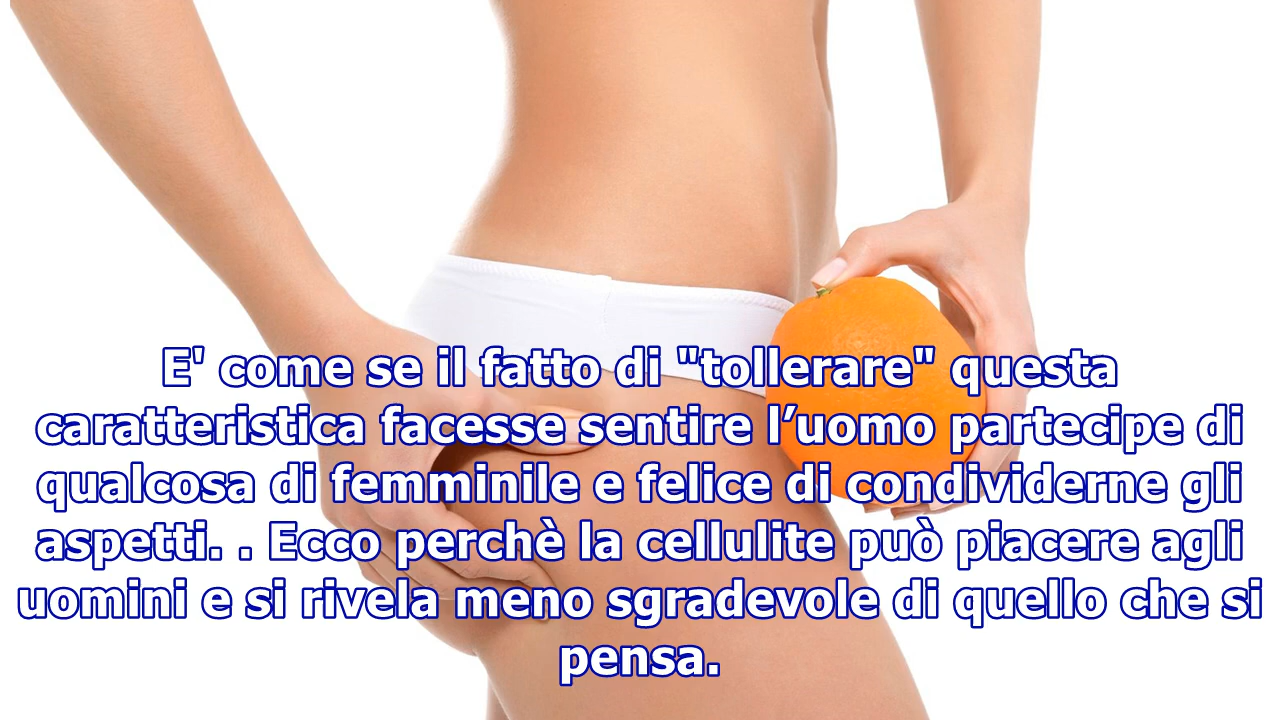 E' come se il fatto di "tollerare" questa
caratteristica facesse sentire l’uomo partecipe di
qualcosa di femminile e felice di condividerne gli
aspetti. . Ecco perchè la cellulite può piacere agli
uomini e si rivela meno sgradevole di quello che si
pensa.